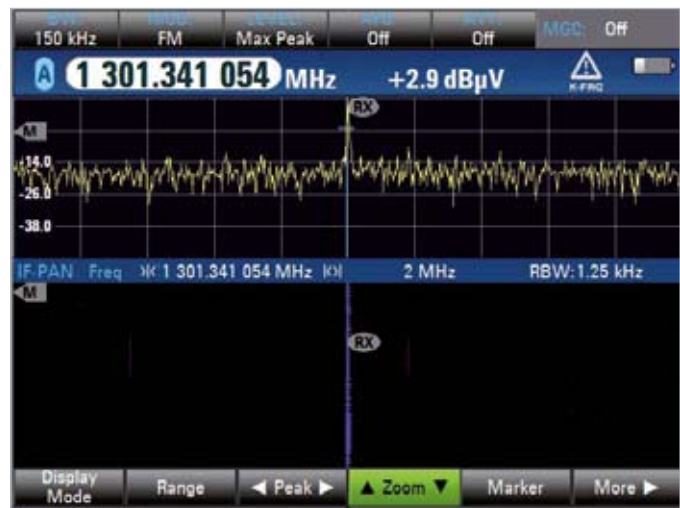 150 kHz FM Max Peak Off Off MGC: Off
A 1 301.341 054 MHz +2.9 dBµV K-FRQ
RX
M
-14.0
-26.0
-38.0
IF-PAN Freq 1 301.341 054 MHz 2 MHz RBW:1.25 kHz
M
RX
Display Mode Range ◀ Peak ▶ ▲ Zoom ▼ Marker More ▶